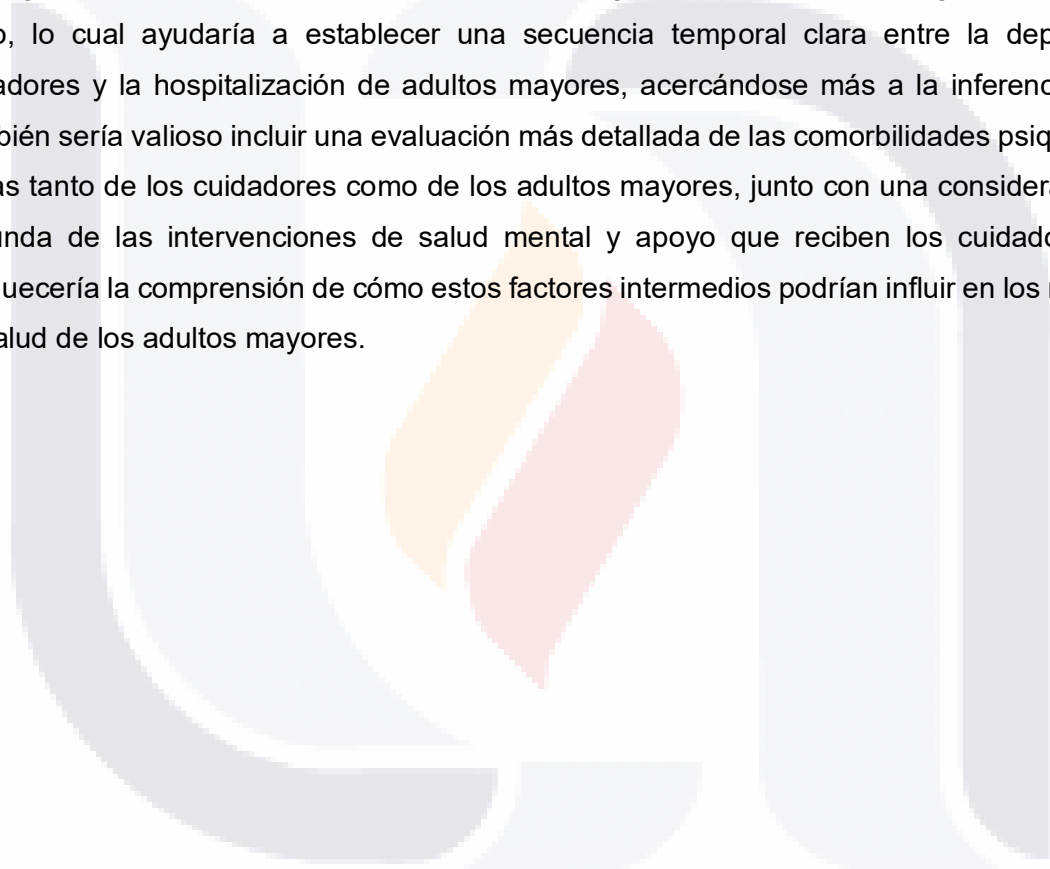 o, lo cual ayudaría a establecer una secuencia temporal clara entre la dep
adores y la hospitalización de adultos mayores, acercándose más a la inferenc
bién sería valioso incluir una evaluación más detallada de las comorbilidades psiq
as tanto de los cuidadores como de los adultos mayores, junto con una considera
unda de las intervenciones de salud mental y apoyo que reciben los cuidado
quecería la comprensión de cómo estos factores intermedios podrían influir en los
alud de los adultos mayores.